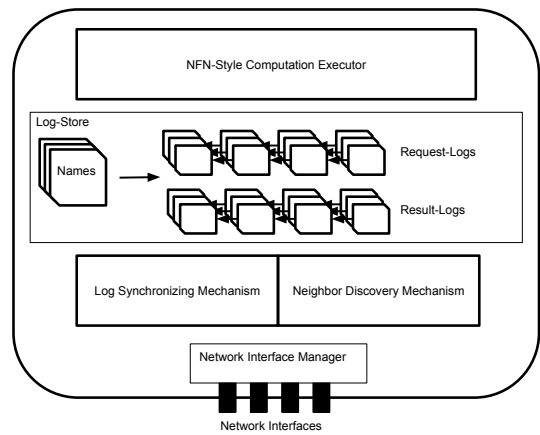 NFN-Style Computation Executor
Log-Store
Names
Request-Logs
Result-Logs
Log Synchronizing Mechanism
Neighbor Discovery Mechanism
Network Interface Manager
Network Interfaces